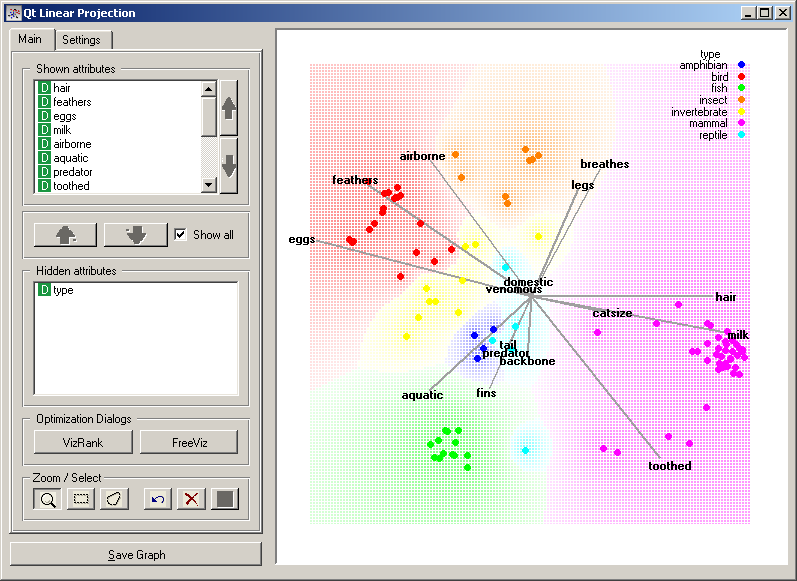 Qt Linear Projection
Main
Settings
Shown attributes
D hair
D feathers
D eggs
D milk
D airborne
D aquatic
D predator
D toothed
Show all
Hidden attributes
D type
Optimization Dialogs
VizRank
FreeViz
Zoom / Select
Save Graph
type
amphibian
bird
fish
insect
invertebrate
mammal
reptile
airborne
breathes
feathers
legs
eggs
domestic
venomous
hair
catsize
milk
tail
predator
backbone
aquatic
fins
toothed